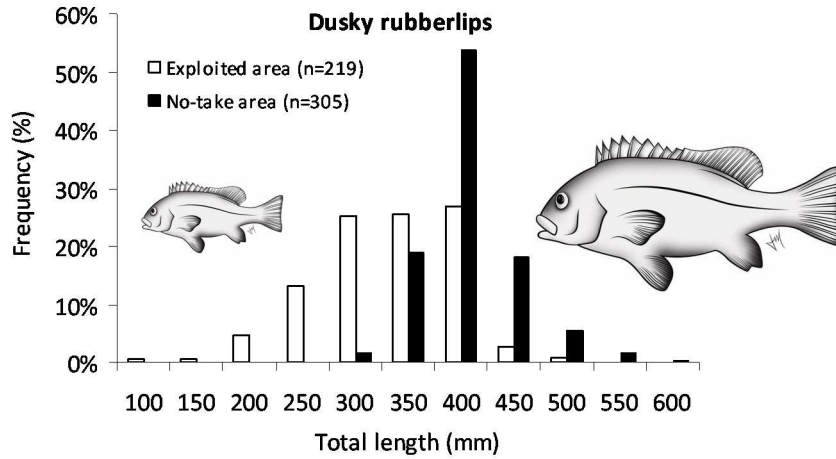 Dusky rubberlips
Exploited area (n=219)
No-take area (n=305)
Frequency (%)
60%
50%
40%
30%
20%
10%
0%
100 150 200 250 300 350 400 450 500 550 600
Total length (mm)